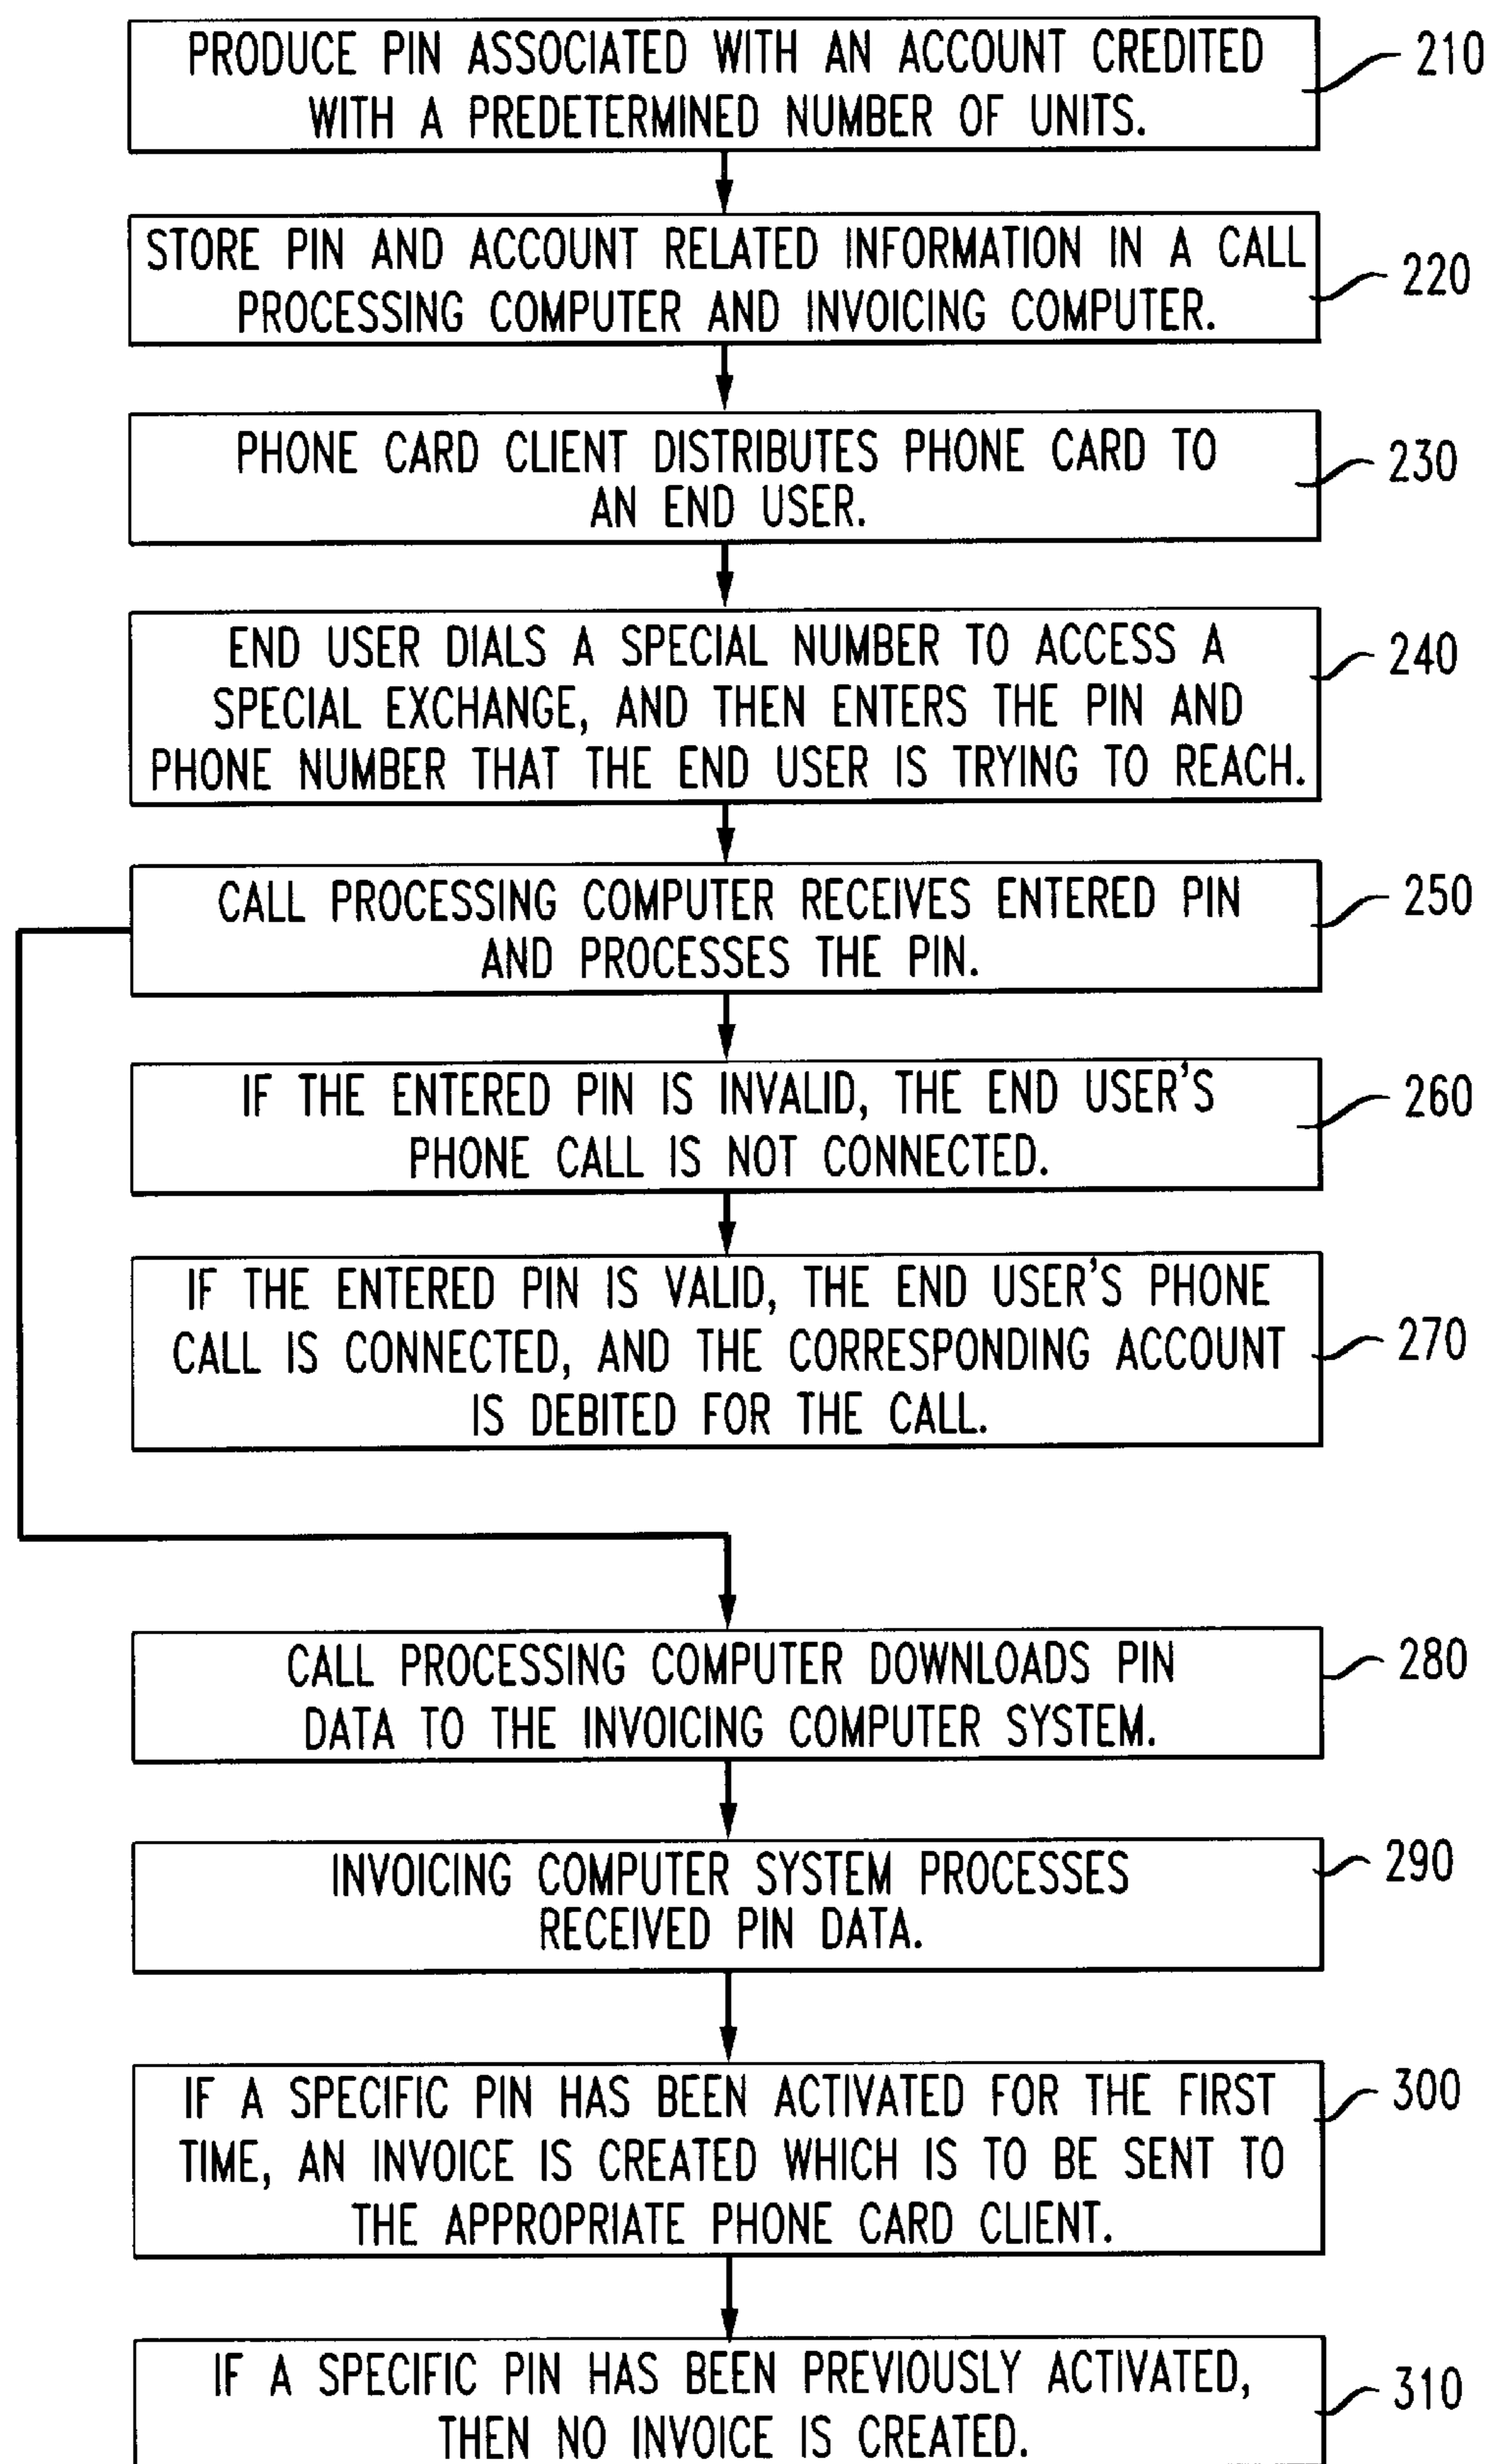 PRODUCE PIN ASSOCIATED WITH AN ACCOUNT CREDITED
WITH A PREDETERMINED NUMBER OF UNITS.
210
STORE PIN AND ACCOUNT RELATED INFORMATION IN A CALL
PROCESSING COMPUTER AND INVOICING COMPUTER.
220
PHONE CARD CLIENT DISTRIBUTES PHONE CARD TO
AN END USER.
230
END USER DIALS A SPECIAL NUMBER TO ACCESS A
SPECIAL EXCHANGE, AND THEN ENTERS THE PIN AND
PHONE NUMBER THAT THE END USER IS TRYING TO REACH.
240
CALL PROCESSING COMPUTER RECEIVES ENTERED PIN
AND PROCESSES THE PIN.
250
IF THE ENTERED PIN IS INVALID, THE END USER'S
PHONE CALL IS NOT CONNECTED.
260
IF THE ENTERED PIN IS VALID, THE END USER'S PHONE
CALL IS CONNECTED, AND THE CORRESPONDING ACCOUNT
IS DEBITED FOR THE CALL.
270
CALL PROCESSING COMPUTER DOWNLOADS PIN
DATA TO THE INVOICING COMPUTER SYSTEM.
280
INVOICING COMPUTER SYSTEM PROCESSES
RECEIVED PIN DATA.
290
IF A SPECIFIC PIN HAS BEEN ACTIVATED FOR THE FIRST
TIME, AN INVOICE IS CREATED WHICH IS TO BE SENT TO
THE APPROPRIATE PHONE CARD CLIENT.
300
IF A SPECIFIC PIN HAS BEEN PREVIOUSLY ACTIVATED,
THEN NO INVOICE IS CREATED.
310